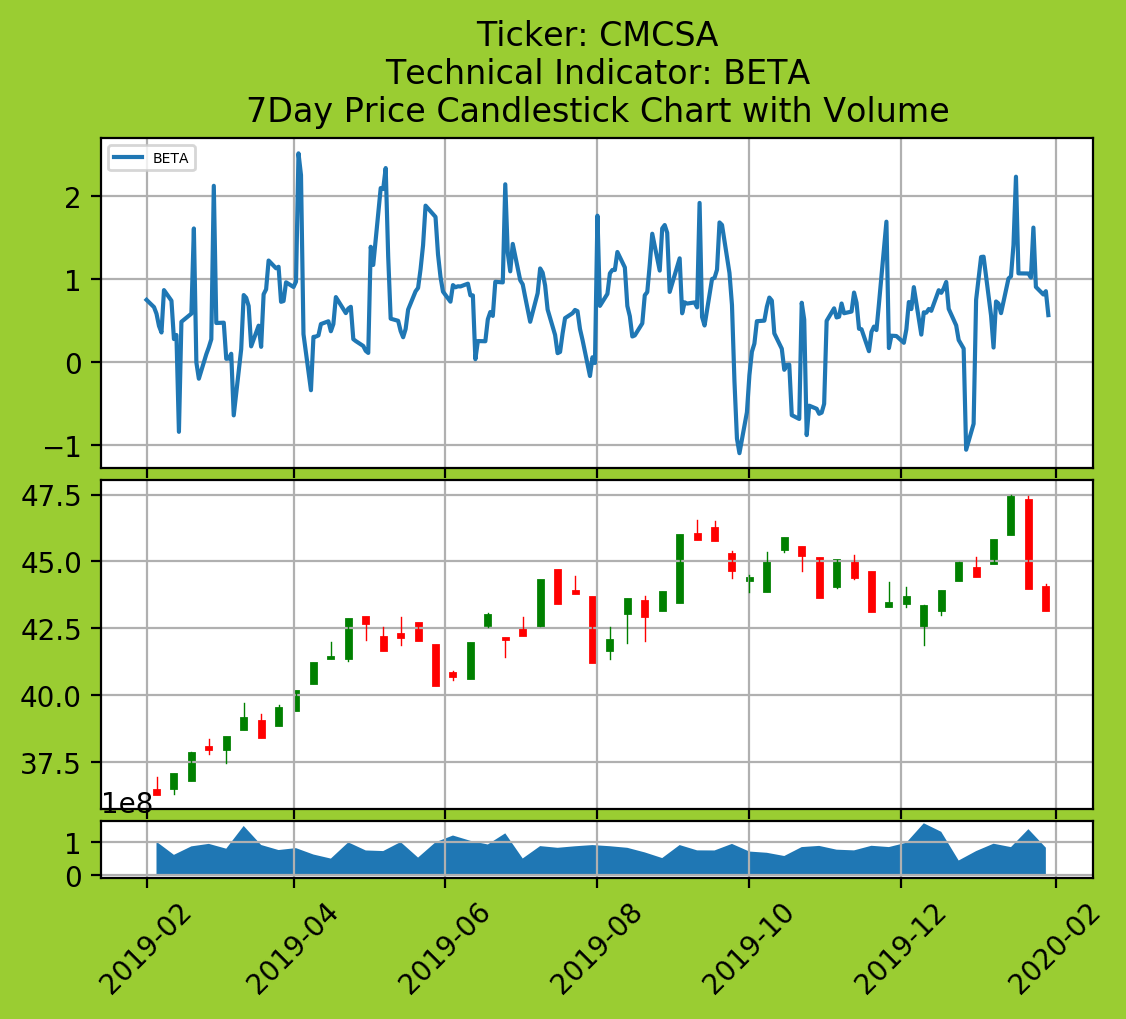 Ticker: CMCSA
Technical Indicator: BETA
7Day Price Candlestick Chart with Volume
BETA
2
1
0
−1
47.5
45.0
42.5
40.0
37.5
1e8
1
0
2019-02 2019-04 2019-06 2019-08 2019-10 2019-12 2020-02